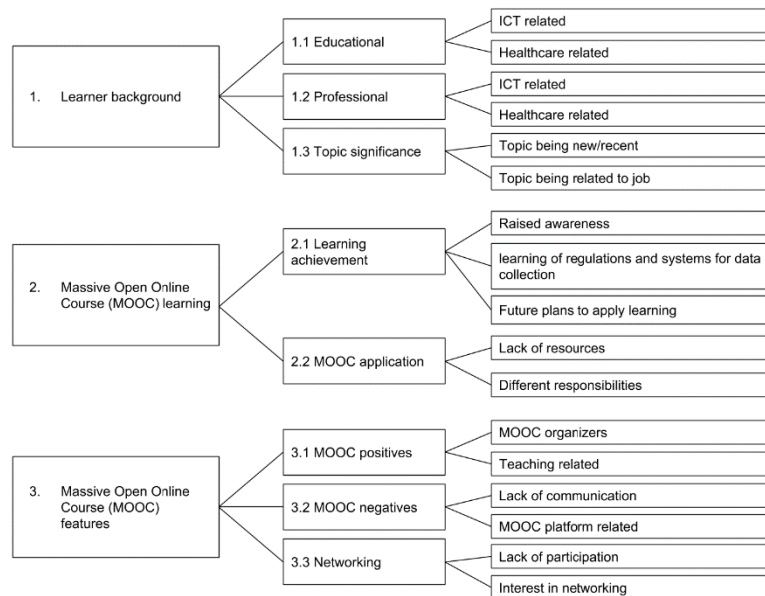 1. Learner background
1.1 Educational
ICT related
Healthcare related
1.2 Professional
ICT related
Healthcare related
1.3 Topic significance
Topic being new/recent
Topic being related to job
2. Massive Open Online
Course (MOOC) learning
2.1 Learning
achievement
Raised awareness
learning of regulations and systems for data
collection
Future plans to apply learning
2.2 MOOC application
Lack of resources
Different responsibilities
3. Massive Open Online
Course (MOOC)
features
3.1 MOOC positives
MOOC organizers
Teaching related
3.2 MOOC negatives
Lack of communication
MOOC platform related
3.3 Networking
Lack of participation
Interest in networking